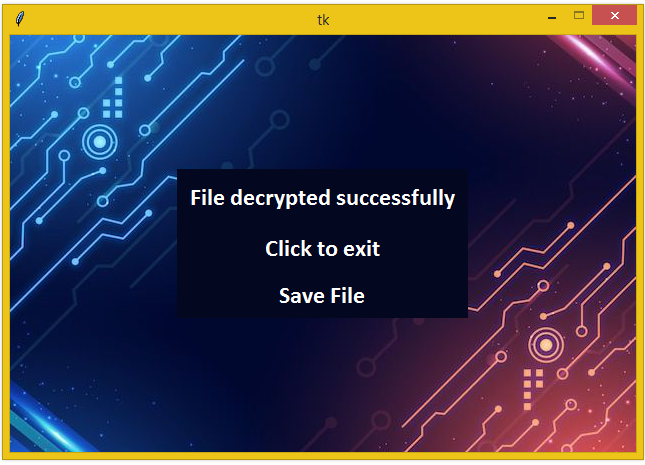 tk
File decrypted successfully
Click to exit
Save File